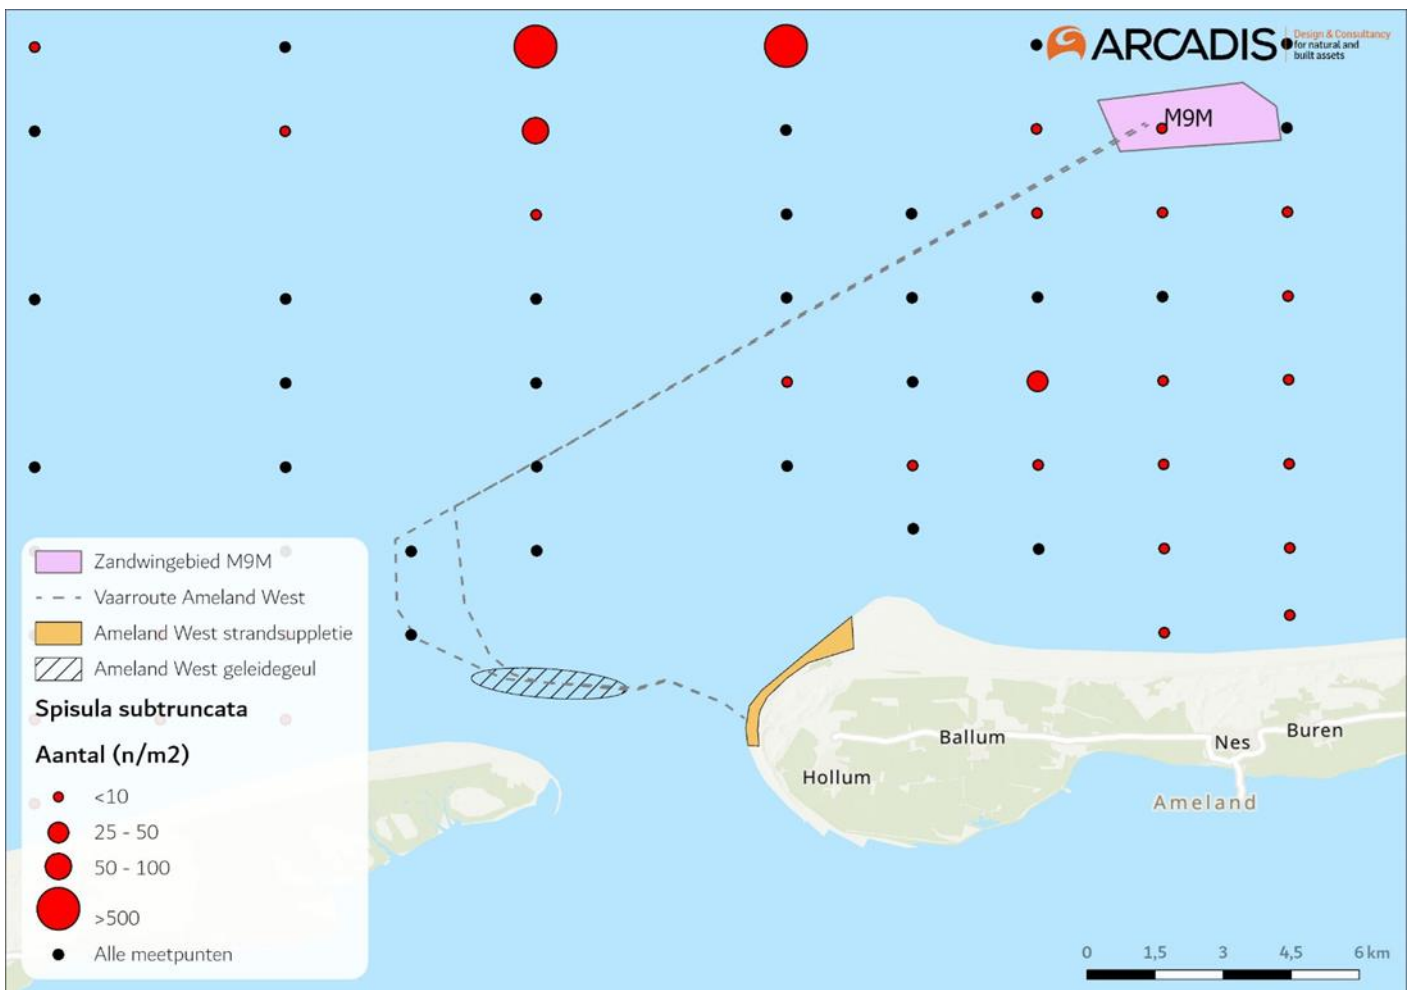 ARCADIS
Design & Consultancy
for natural and
built assets
M9M
Zandwingebied M9M
Vaarroute Ameland West
Ameland West strandsuppletie
Ameland West geleidegeul
Spisula subtruncata
Aantal (n/m2)
<10
25 - 50
50 - 100
>500
Alle meetpunten
Ballum
Nes
Buren
Hollum
Ameland
0 1,5 3 4,5 6 km